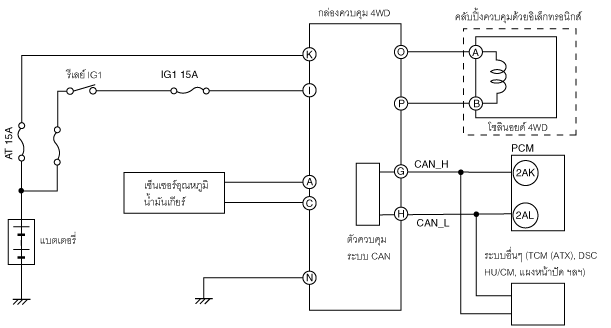 กล่องควบคุม 4WD
คลับปิ้งควบคุมด้วยอิเล็กทรอนิกส์
K
O
A
รีเลย์ IG1
IG1 15A
I
P
B
โซลินอยด์ 4WD
AT 15A
G
CAN_H
PCM
2AK
เซ็นเซอร์อุณหภูมิ
น้ำมันเกียร์
A
C
H
CAN_L
2AL
แบตเตอรี่
ตัวควบคุม
ระบบ CAN
ระบบอื่นๆ (TCM (ATX), DSC
HU/CM, แผงหน้าปัด ฯลฯ)
N